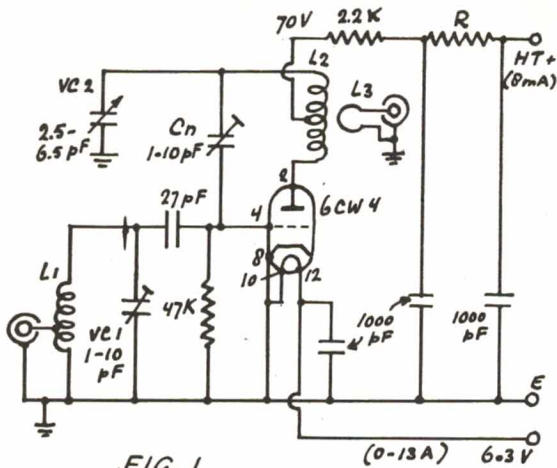 70V
2.2K
R
HT+
(8mA)
L2
L3
VC2
2.5-
6.5pF
Cn
1-10pF
27pF
2
4
6CW4
8
10
12
L1
VC1
1-10
pF
47K
1000
pF
1000
pF
E
FIG. 1
(0-13A)
6.3V